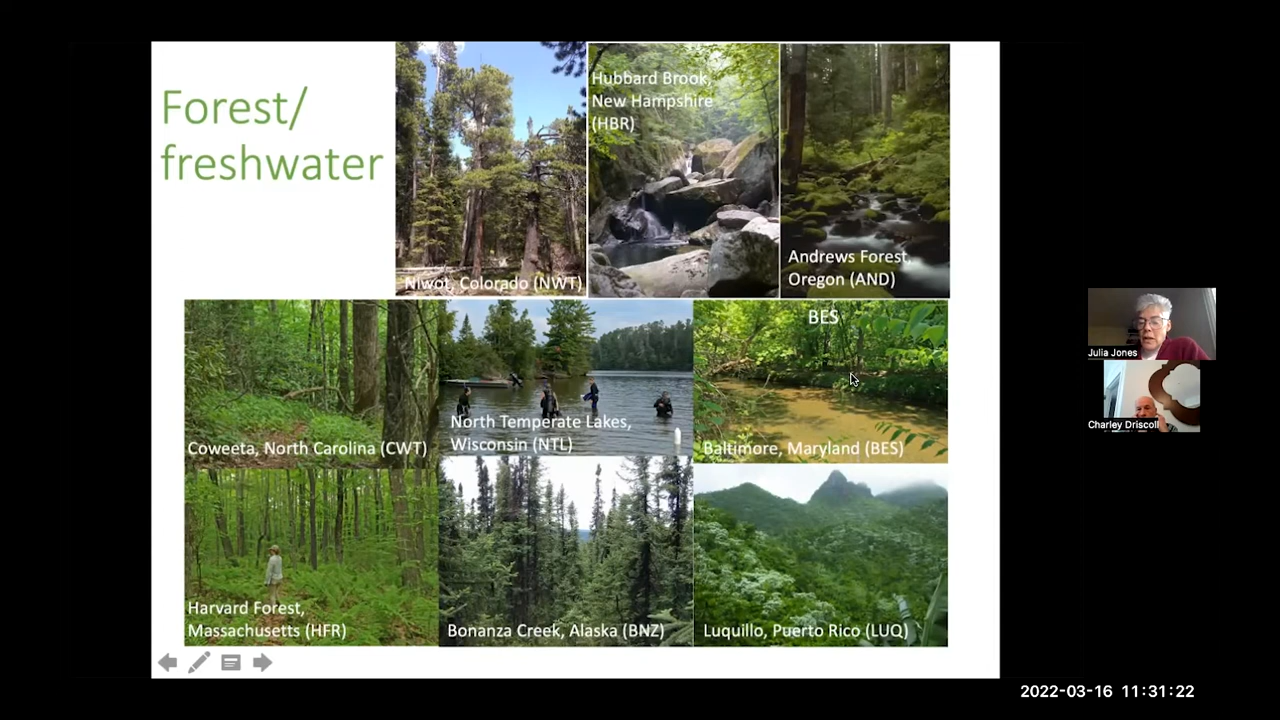 Forest/
freshwater
Niwot, Colorado (NWT)
Hubbard Brook,
New Hampshire
(HBR)
Andrews Forest,
Oregon (AND)
Coweeta, North Carolina (CWT)
North Temperate Lakes,
Wisconsin (NTL)
BES
Baltimore, Maryland (BES)
Harvard Forest,
Massachusetts (HFR)
Bonanza Creek, Alaska (BNZ)
Luquillo, Puerto Rico (LUQ)
Julia Jones
Charley Driscoll
2022-03-16 11:31:22